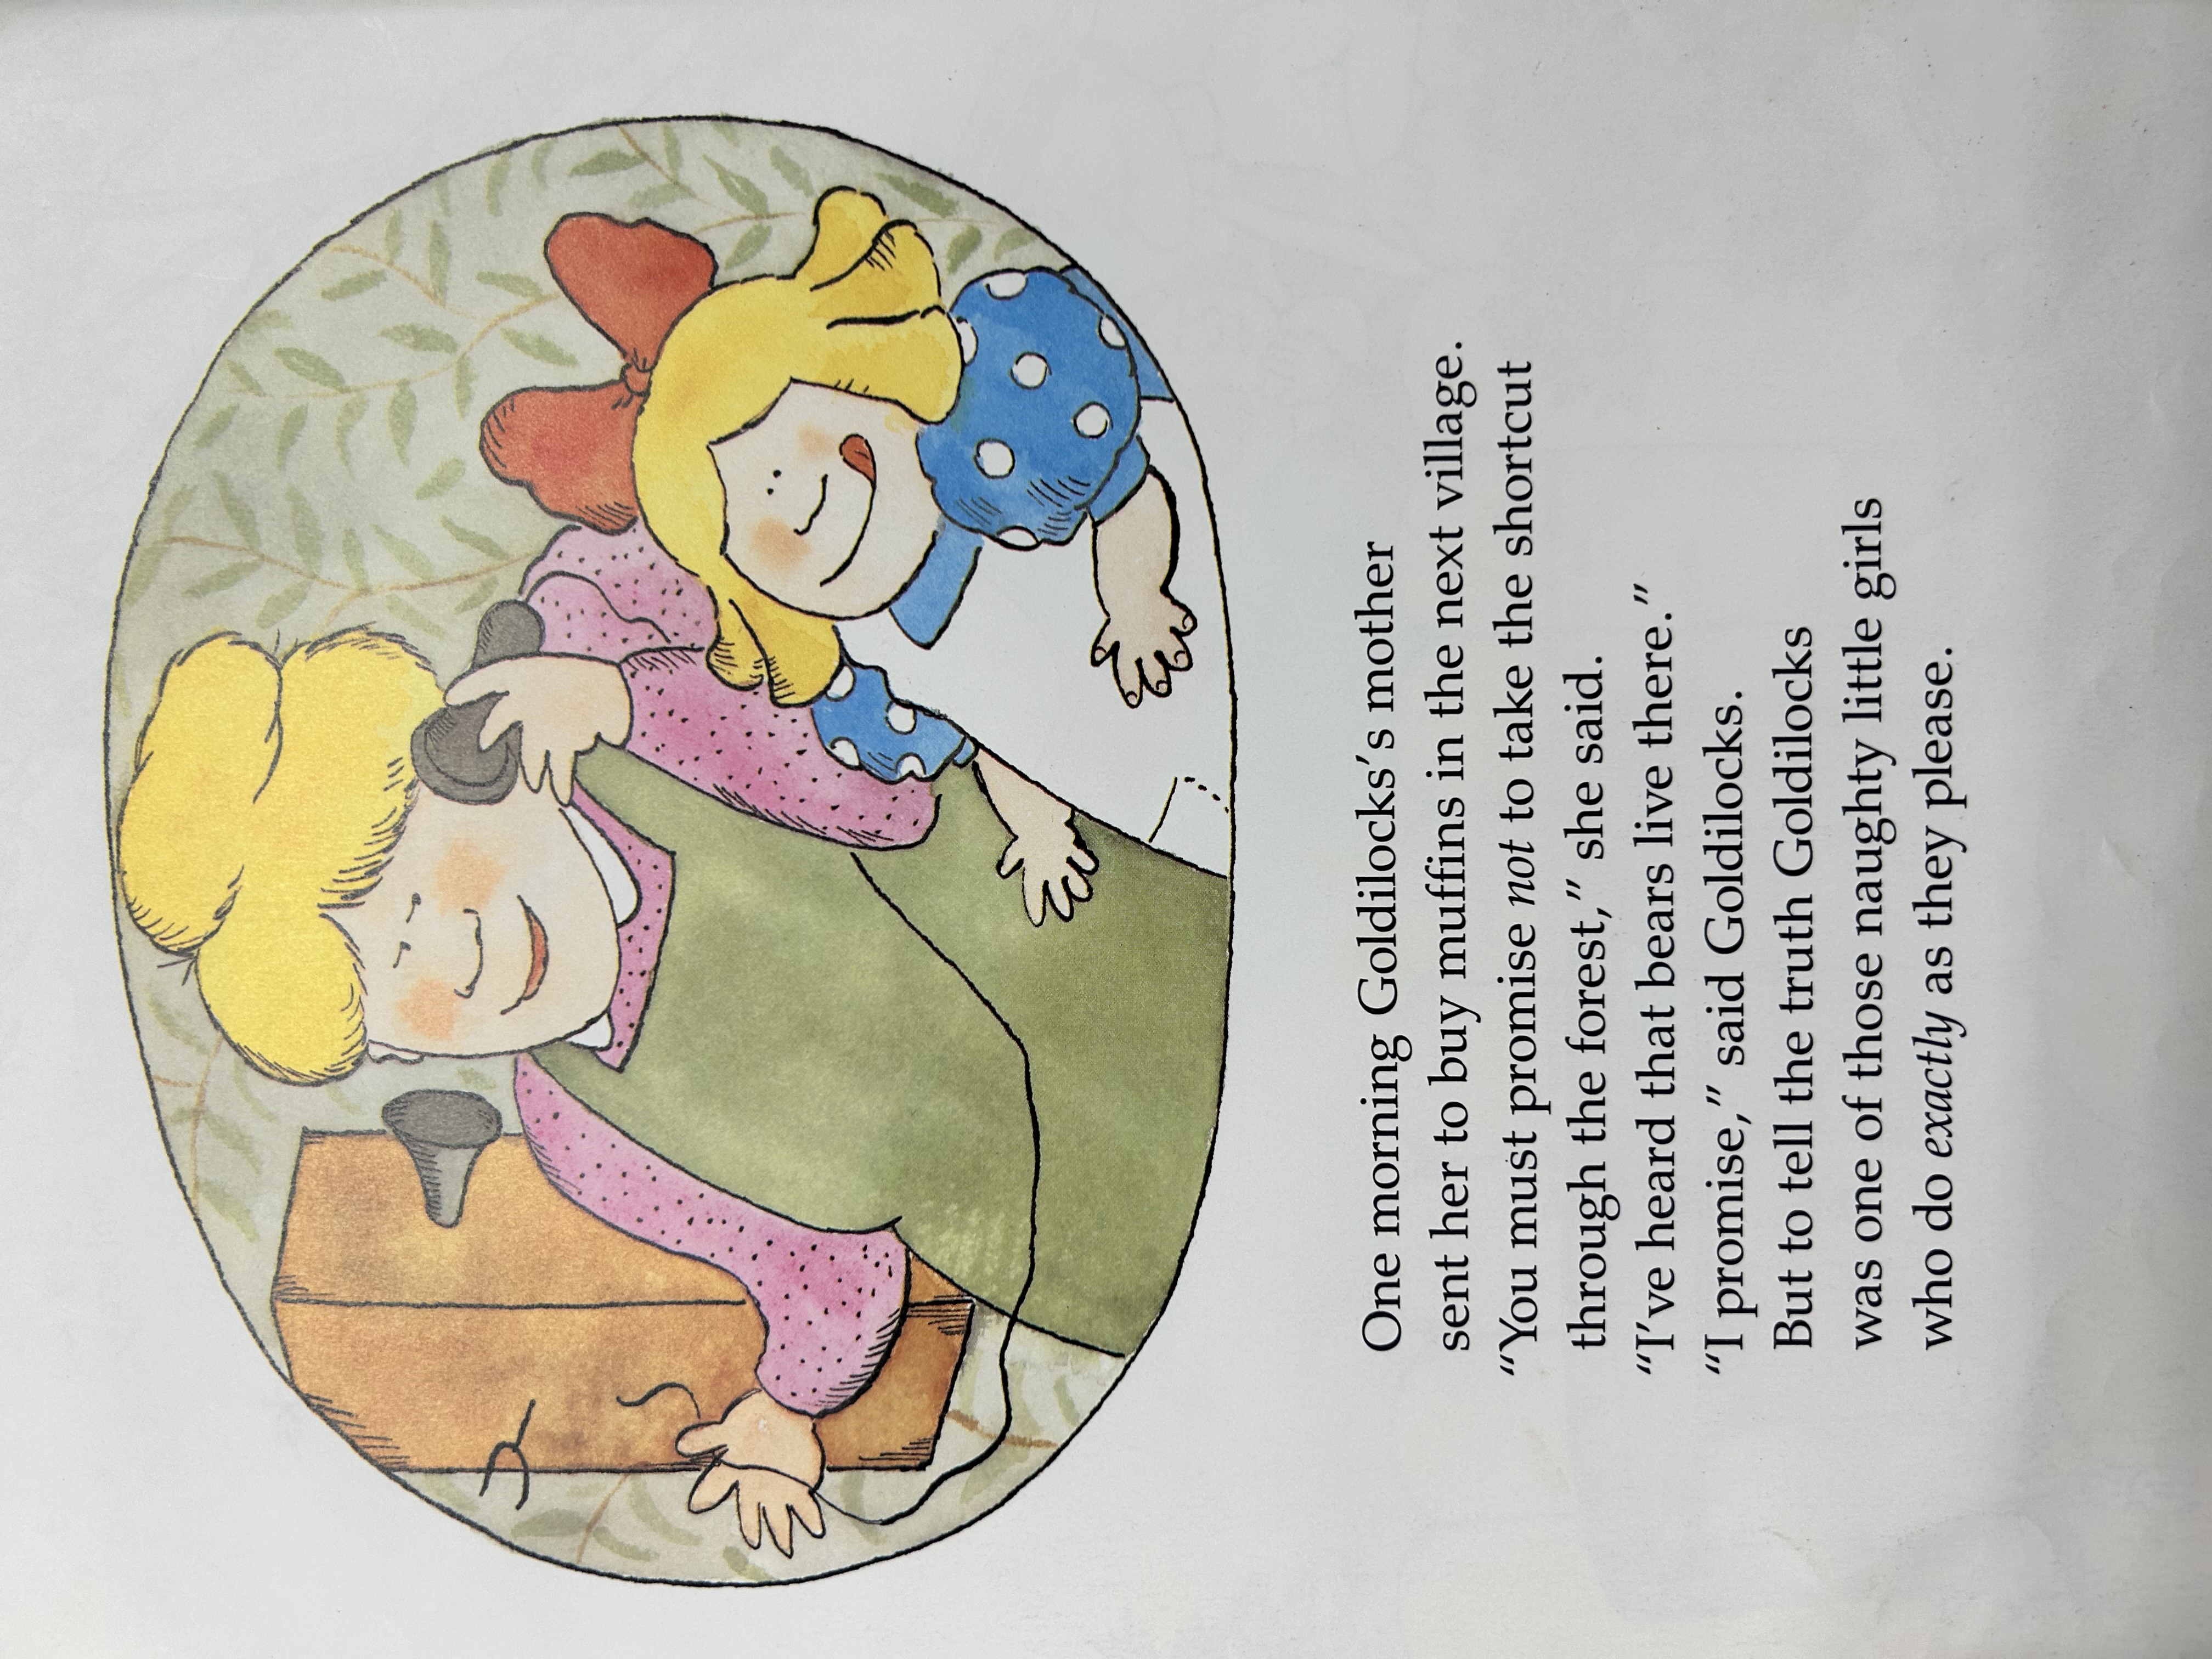 One morning Goldilocks's mother
sent her to buy muffins in the next village.
“You must promise not to take the shortcut
through the forest,” she said.
“I've heard that bears live there.”
“I promise,” said Goldilocks.
But to tell the truth Goldilocks
was one of those naughty little girls
who do exactly as they please.